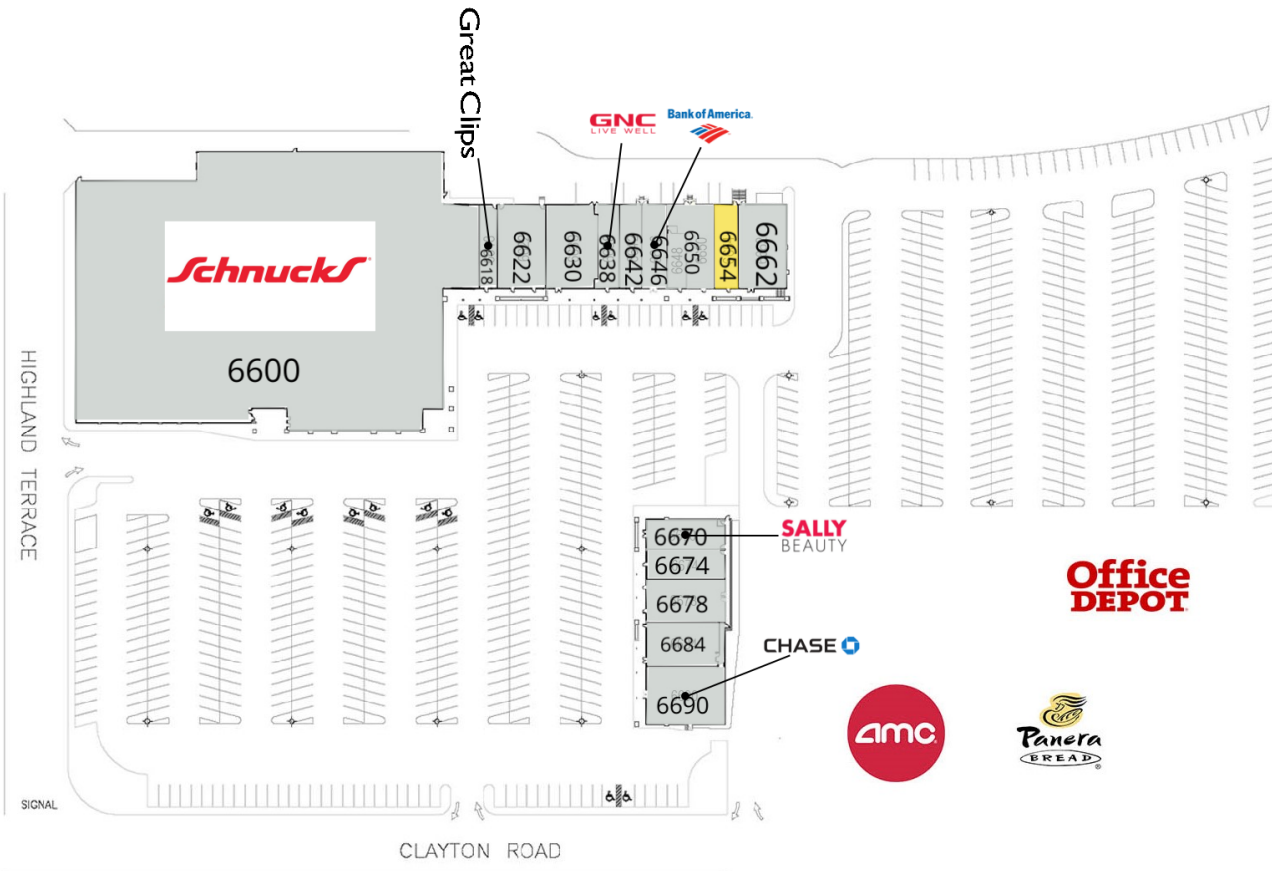 Great Clips
GNC
LIVE WELL
Bank of America
Schnucks
6600
6618
6622
6630
6638
6642
6646
6648
6650
6654
6662
HIGHLAND TERRACE
6670
SALLY
BEAUTY
6674
6678
6684
CHASE
6690
Office
DEPOT
amc
Panera
BREAD
SIGNAL
CLAYTON ROAD